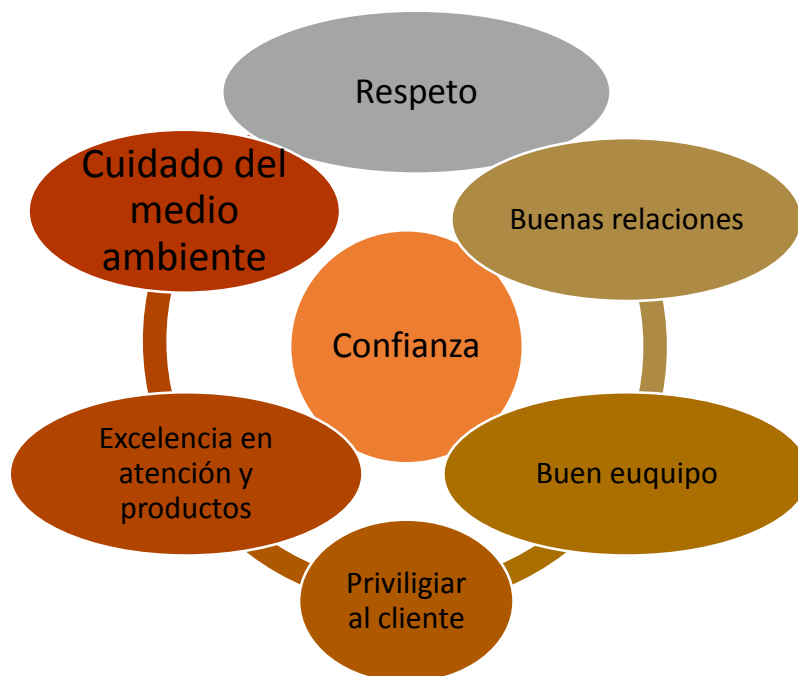 Respeto
Cuidado del
medio
ambiente
Buenas relaciones
Confianza
Excelencia en
atención y
productos
Buen euquipo
Priviligiar
al cliente